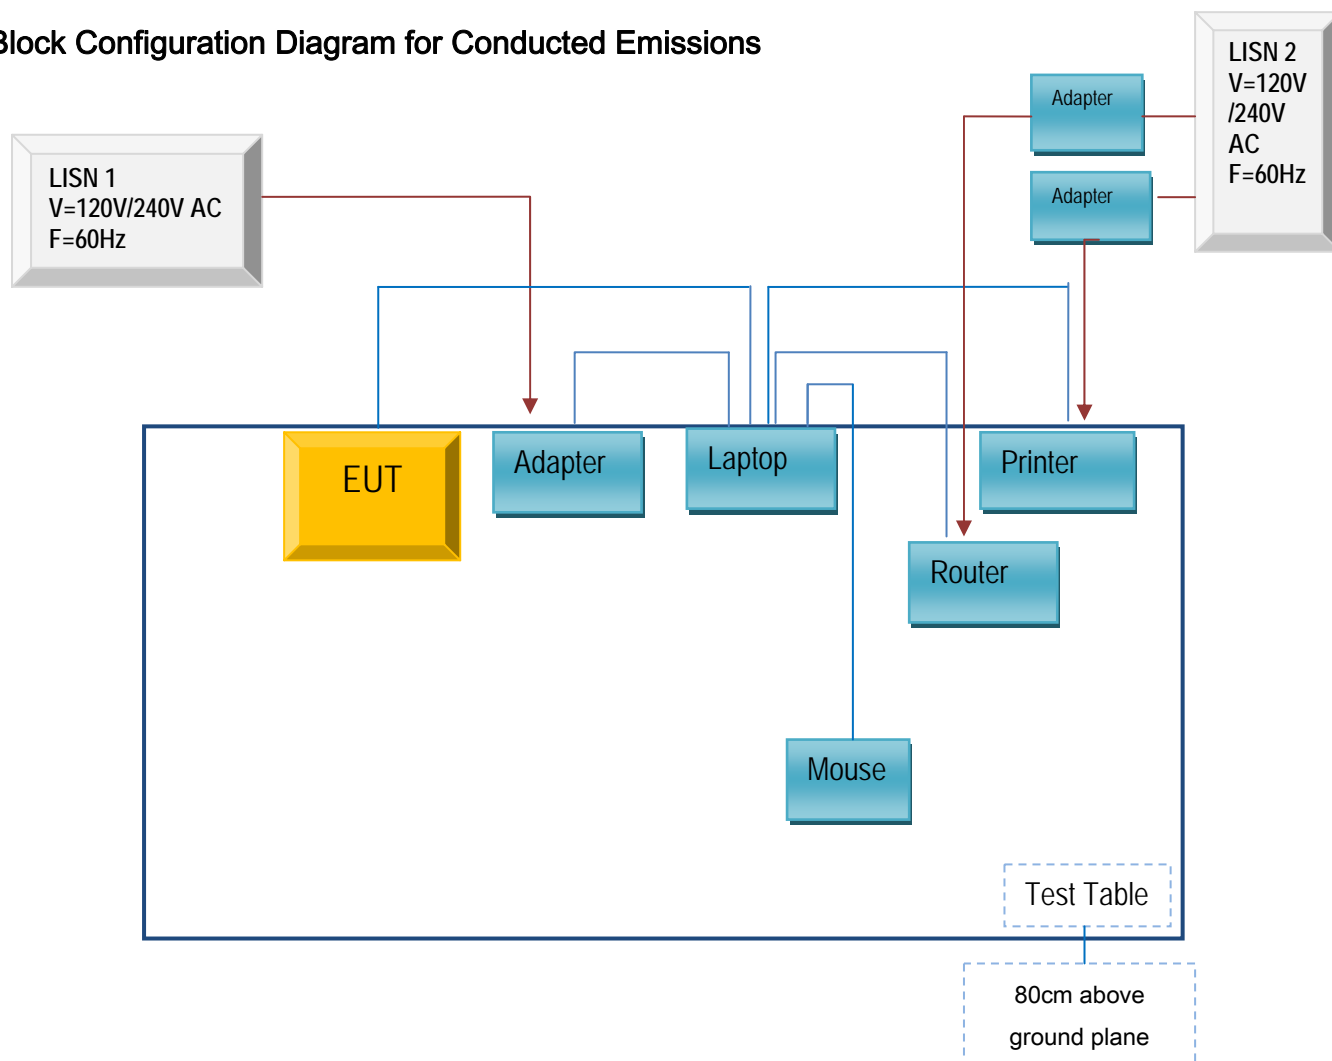 Block Configuration Diagram for Conducted Emissions
LISN 2
V=120V
/240V
AC
F=60Hz
Adapter
Adapter
LISN 1
V=120V/240V AC
F=60Hz
EUT
Adapter
Laptop
Printer
Router
Mouse
Test Table
80cm above
ground plane